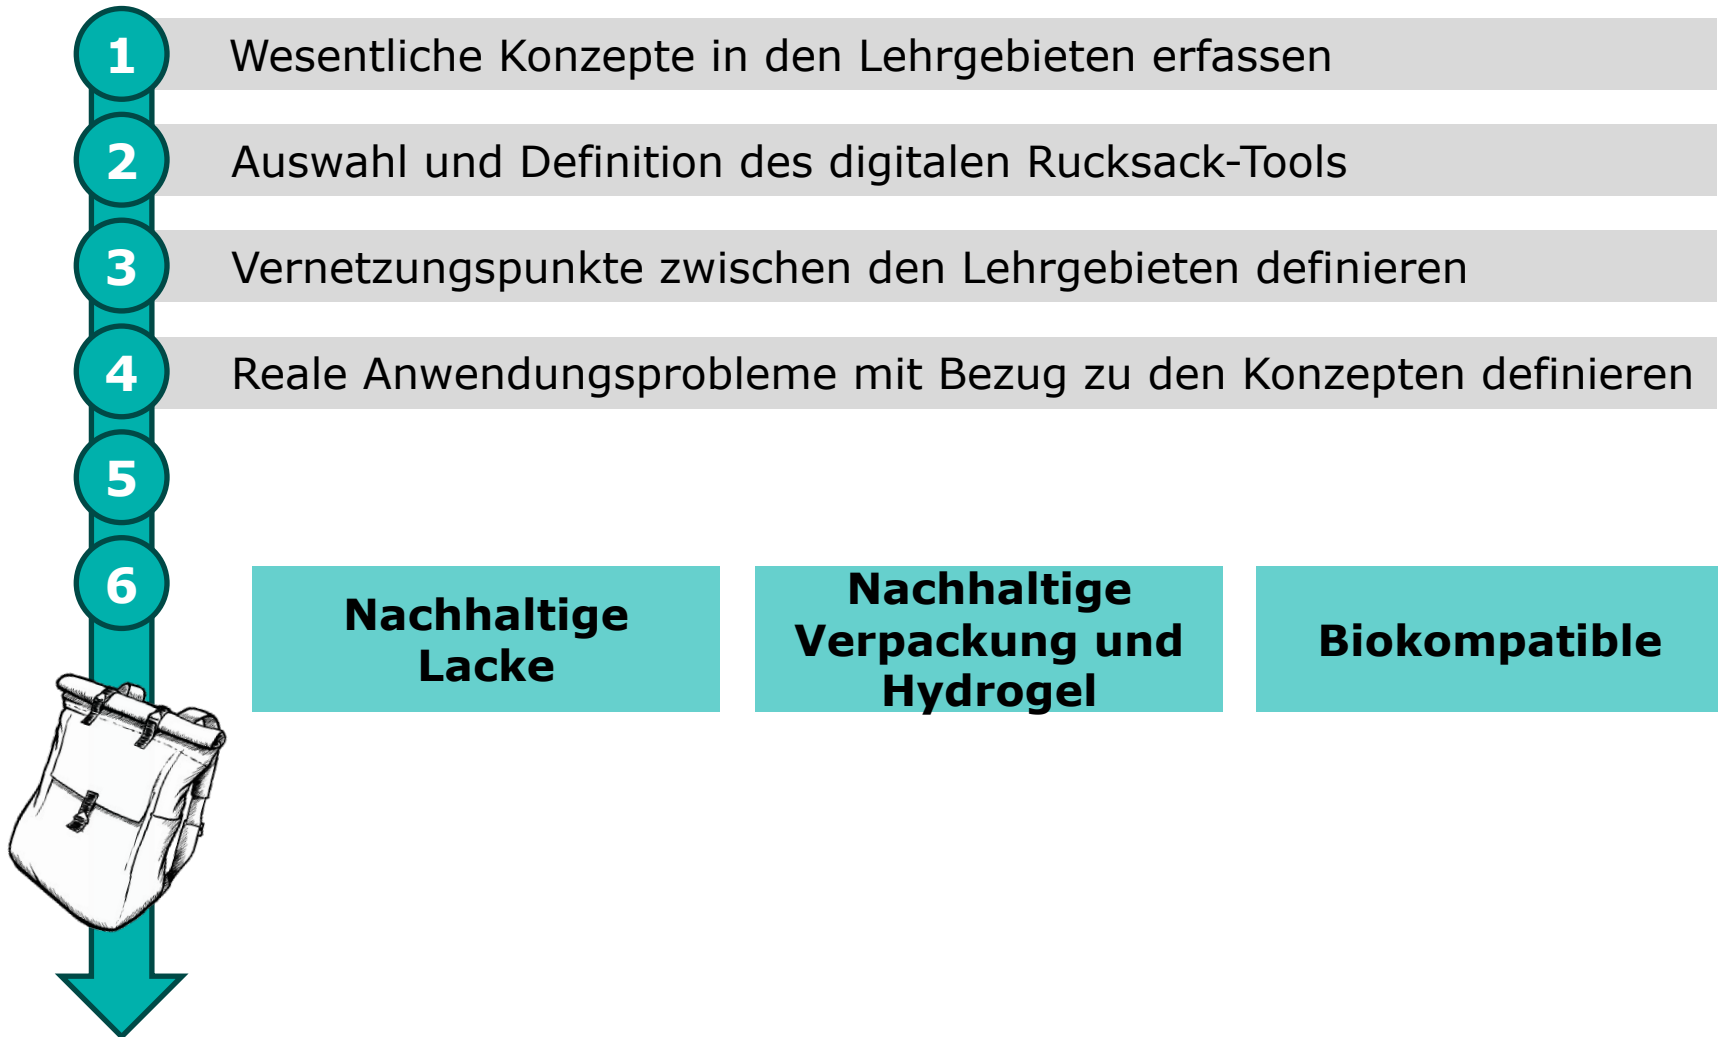 1 Wesentliche Konzepte in den Lehrgebieten erfassen
2 Auswahl und Definition des digitalen Rucksack-Tools
3 Vernetzungspunkte zwischen den Lehrgebieten definieren
4 Reale Anwendungsprobleme mit Bezug zu den Konzepten definieren
5
6
Nachhaltige
Lacke
Nachhaltige
Verpackung und
Hydrogel
Biokompatible